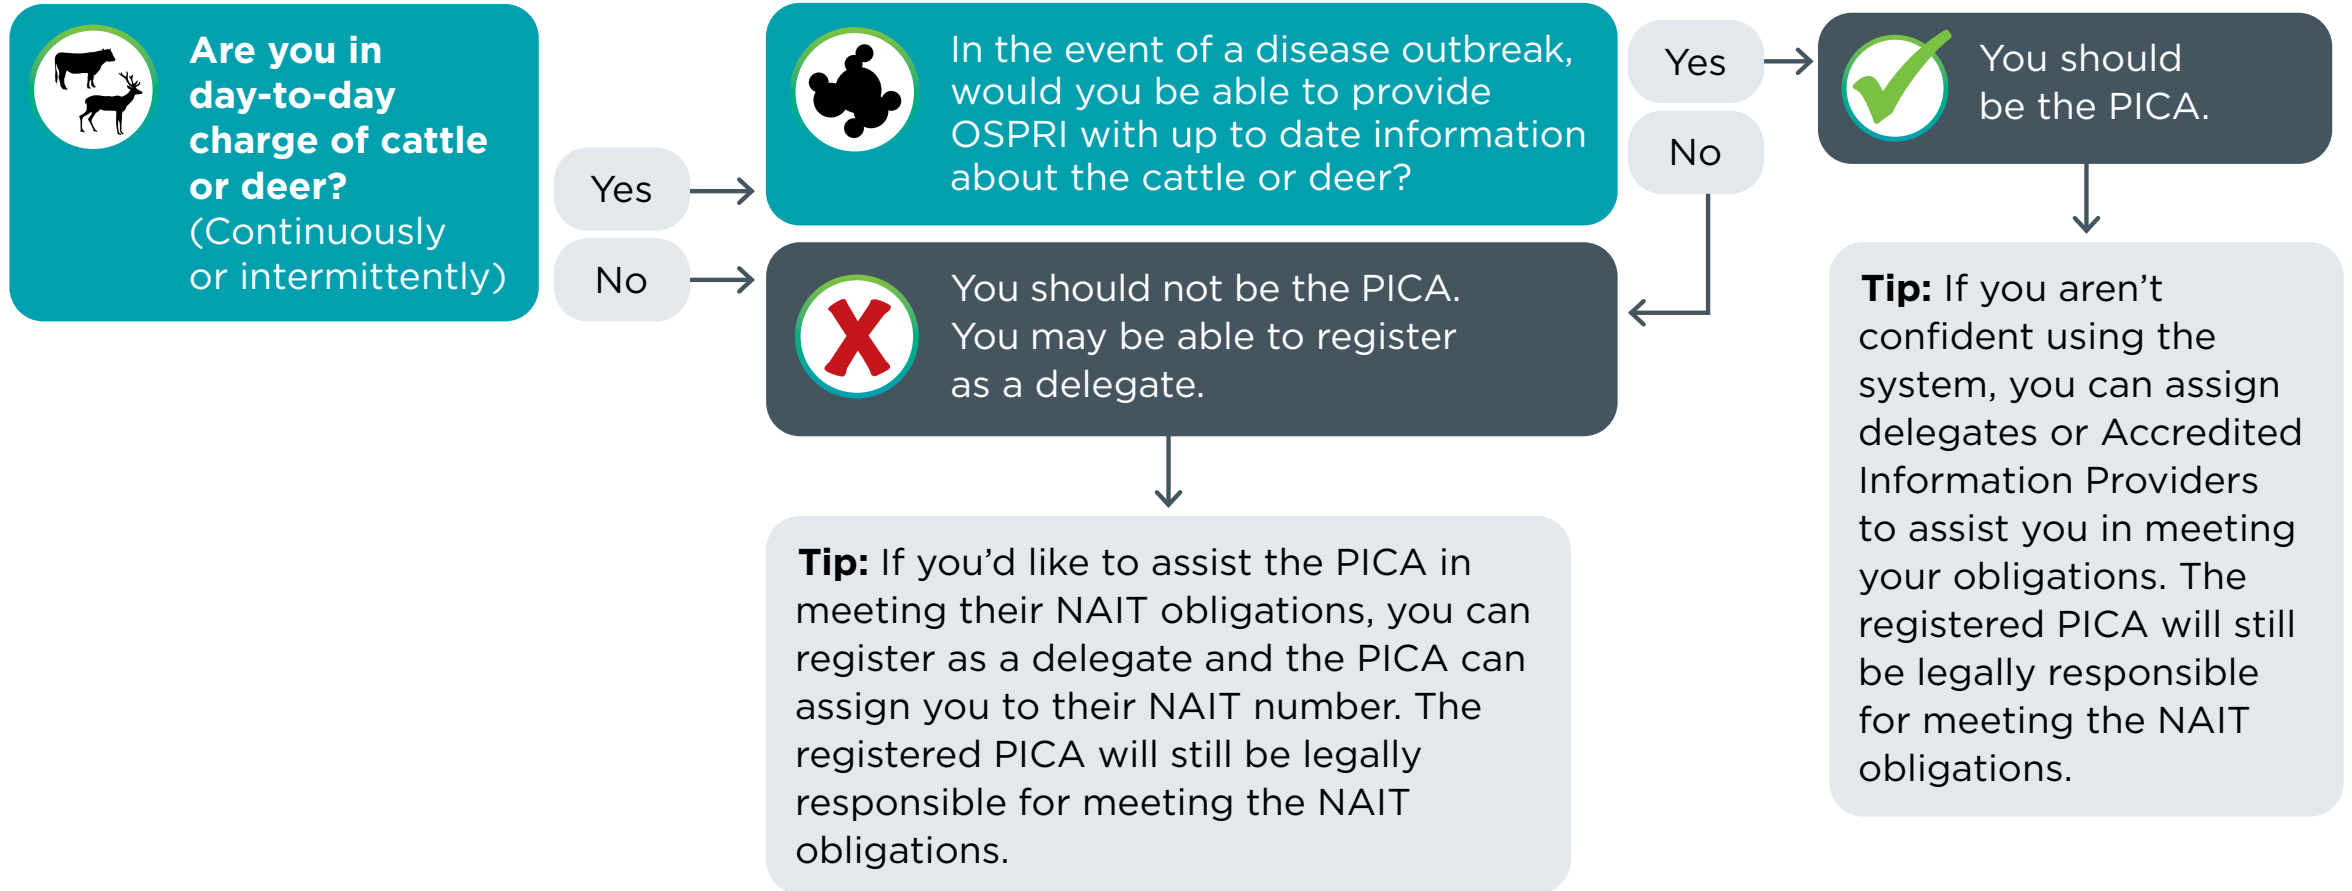 Are you in
day-to-day
charge of cattle
or deer?
(Continuously
or intermittently)
Yes
No
In the event of a disease outbreak,
would you be able to provide
OSPRI with up to date information
about the cattle or deer?
Yes
No
You should
be the PICA.
You should not be the PICA.
You may be able to register
as a delegate.
Tip: If you’d like to assist the PICA in
meeting their NAIT obligations, you can
register as a delegate and the PICA can
assign you to their NAIT number. The
registered PICA will still be legally
responsible for meeting the NAIT
obligations.
Tip: If you aren’t
confident using the
system, you can assign
delegates or Accredited
Information Providers
to assist you in meeting
your obligations. The
registered PICA will still
be legally responsible
for meeting the NAIT
obligations.